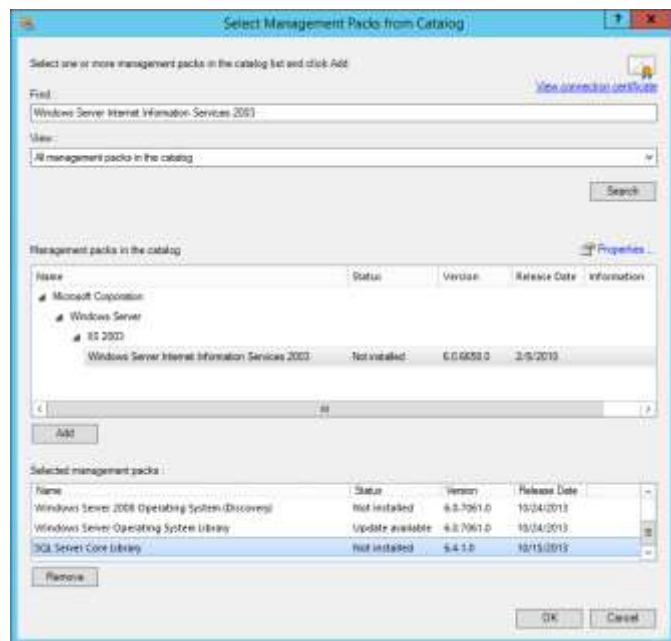 Select Management Packs from Catalog
? x
Select one or more management packs in the catalog list and click Add
View connection certificate
Find :
Windows Server Internet Information Services 2003
View :
All management packs in the catalog
Search
Management packs in the catalog
Properties...
Name Status Version Release Date Information
Microsoft Corporation
Windows Server
IIS 2003
Windows Server Internet Information Services 2003 Not installed 6.0.6658.0 2/5/2010
Add
Selected management packs :
Name Status Version Release Date
Windows Server 2008 Operating System (Discovery) Not installed 6.0.7061.0 10/24/2013
Windows Server Operating System Library Update available 6.0.7061.0 10/24/2013
SQL Server Core Library Not installed 6.4.1.0 10/15/2013
Remove
OK Cancel